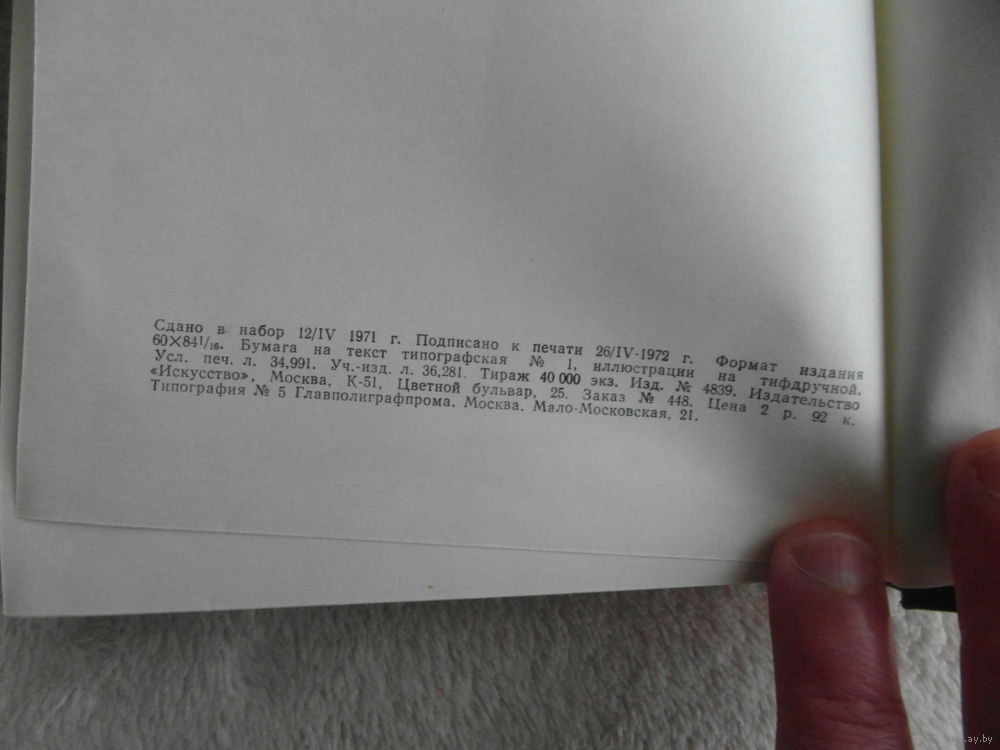 Сдано в набор 12/IV 1971 г. Подписано к печати 26/IV-1972 г. Формат издания
60×84¹/₁₆. Бумага на текст типографская № 1, иллюстрации на тифдручной.
Усл. печ. л. 34,991. Уч.-изд. л. 36,281. Тираж 40 000 экз. Изд. № 4839. Издательство
«Искусство», Москва, К-51, Цветной бульвар, 25. Заказ № 448. Цена 2 р. 92 к.
Типография № 5 Главполиграфпрома. Москва. Мало-Московская, 21.
www.ay.by